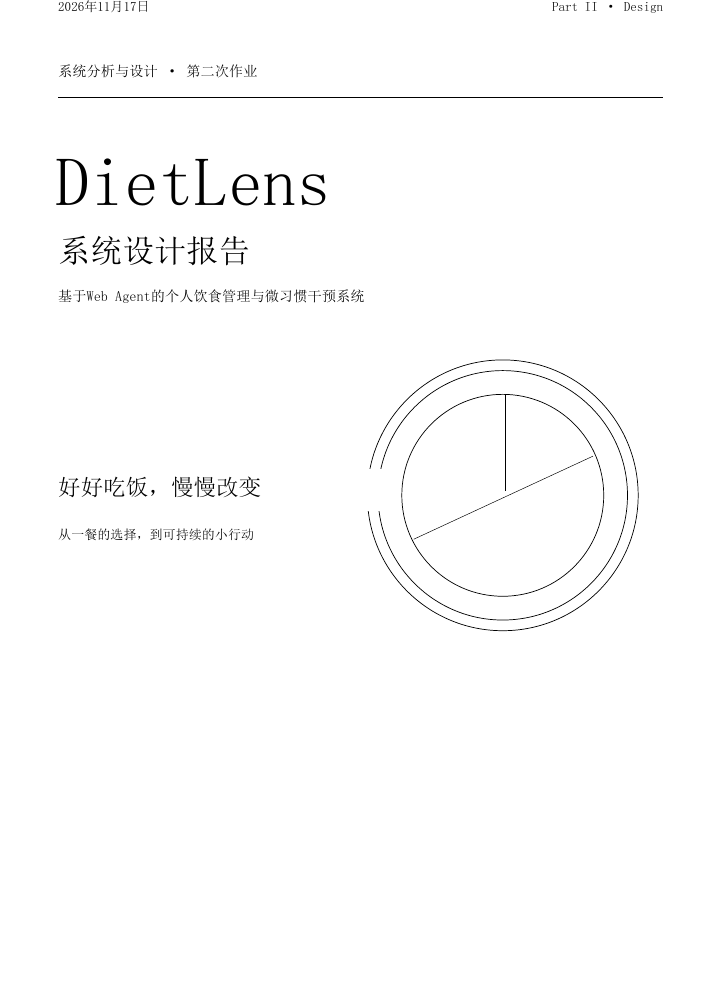 2026年11月17日
Part II • Design
系统分析与设计 • 第二次作业
DietLens
系统设计报告
基于Web Agent的个人饮食管理与微习惯干预系统
好好吃饭，慢慢改变
从一餐的选择，到可持续的小行动